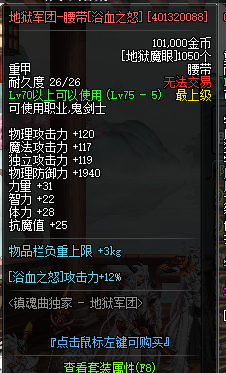 地狱军团-腰带[浴血之怒] [401320088]
101,000金币
[地狱魔眼]1050个
重甲 腰带
耐久度 26/26 无法交易
Lv70以上可以使用 (Lv75 - 5) 最上级
可使用职业,鬼剑士
物理攻击力 +120
魔法攻击力 +117
独立攻击力 +119
物理防御力 +1940
力量 +31
智力 +22
体力 +28
抗魔值 +25
物品栏负重上限 +3kg
[浴血之怒]攻击力+12%
<镇魂曲独家 - 地狱军团>
『点击鼠标左键可购买』
查看套装属性(F8)